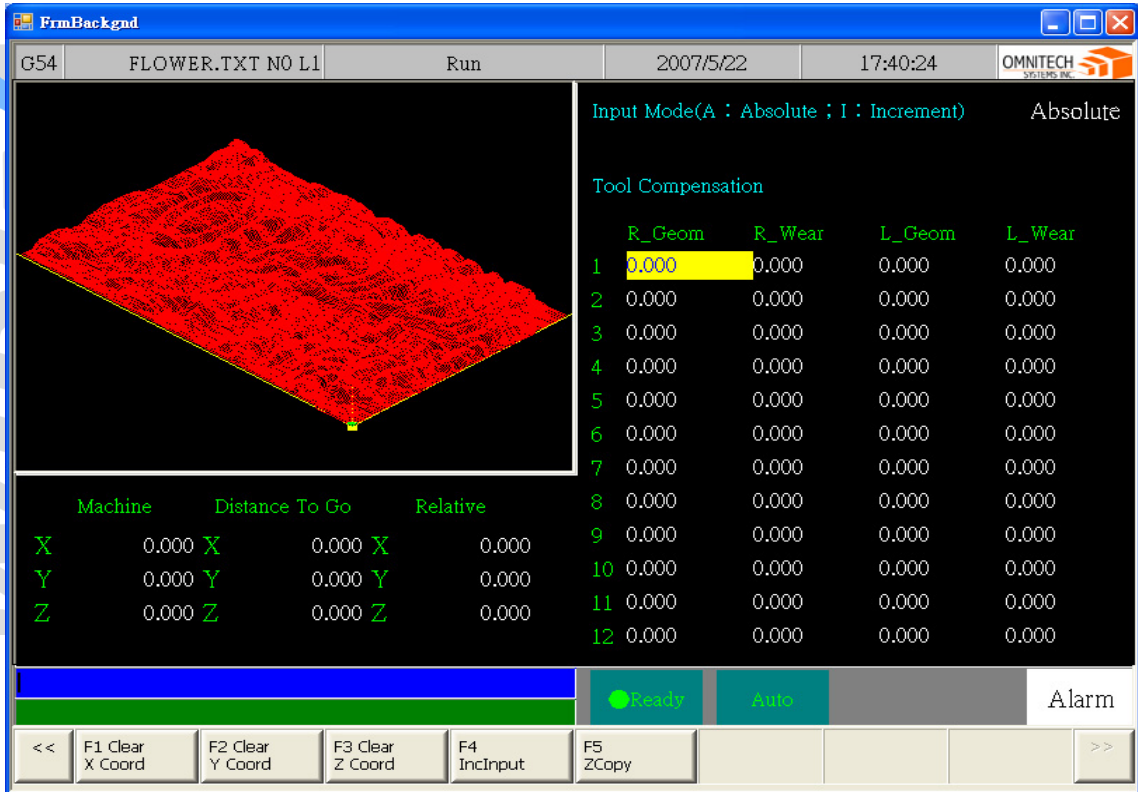 FrmBackgnd
G54 FLOWER.TXT N0 L1 Run 2007/5/22 17:40:24 OMNITECH
SYSTEMS INC.
Input Mode(A：Absolute；I：Increment) Absolute
Tool Compensation
R_Geom R_Wear L_Geom L_Wear
1 0.000 0.000 0.000 0.000
2 0.000 0.000 0.000 0.000
3 0.000 0.000 0.000 0.000
4 0.000 0.000 0.000 0.000
5 0.000 0.000 0.000 0.000
6 0.000 0.000 0.000 0.000
7 0.000 0.000 0.000 0.000
8 0.000 0.000 0.000 0.000
9 0.000 0.000 0.000 0.000
10 0.000 0.000 0.000 0.000
11 0.000 0.000 0.000 0.000
12 0.000 0.000 0.000 0.000
Machine Distance To Go Relative
X 0.000 X 0.000 X 0.000
Y 0.000 Y 0.000 Y 0.000
Z 0.000 Z 0.000 Z 0.000
Ready Auto Alarm
<<
F1 Clear
X Coord
F2 Clear
Y Coord
F3 Clear
Z Coord
F4
IncInput
F5
ZCopy
>>